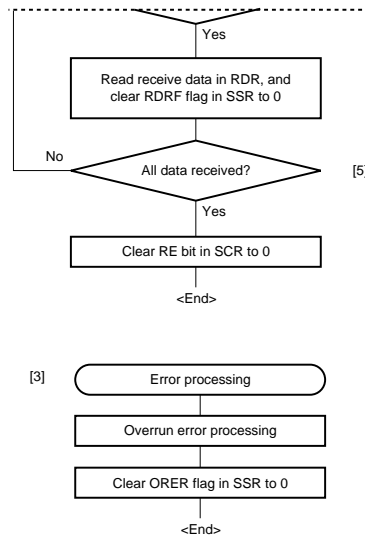 Yes
Read receive data in RDR, and
clear RDRF flag in SSR to 0
No
All data received?
[5]
Yes
Clear RE bit in SCR to 0
<End>
[3]
Error processing
Overrun error processing
Clear ORER flag in SSR to 0
<End>